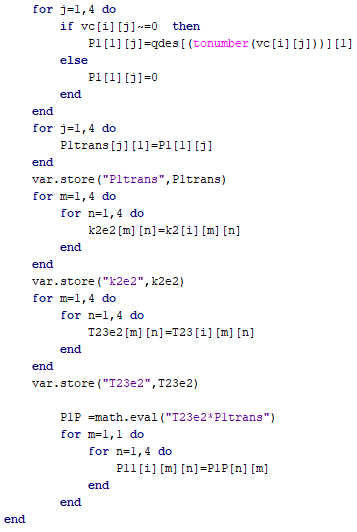 for j=1,4 do
if vc[i][j]~=0 then
P1[1][j]=qdes[(tonumber(vc[i][j]))][1]
else
P1[1][j]=0
end
end
for j=1,4 do
P1trans[j][1]=P1[1][j]
end
var.store("P1trans",P1trans)
for m=1,4 do
for n=1,4 do
k2e2[m][n]=k2[i][m][n]
end
end
var.store("k2e2",k2e2)
for m=1,4 do
for n=1,4 do
T23e2[m][n]=T23[i][m][n]
end
end
var.store("T23e2",T23e2)
P1P =math.eval("T23e2*P1trans")
for m=1,1 do
for n=1,4 do
P11[i][m][n]=P1P[n][m]
end
end
end